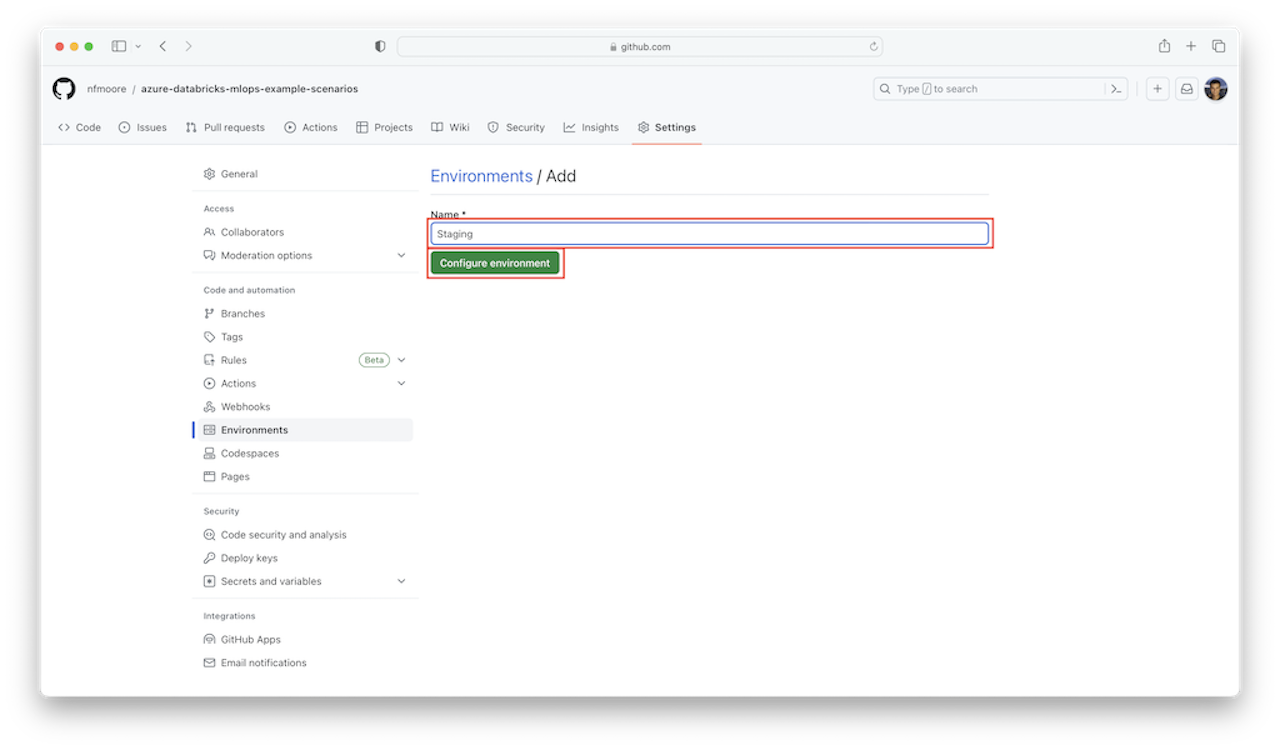 github.com
nfmoore / azure-databricks-mlops-example-scenarios
Type / to search
Code Issues Pull requests Actions Projects Wiki Security Insights Settings
General
Access
Collaborators
Moderation options
Code and automation
Branches
Tags
Rules Beta
Actions
Webhooks
Environments
Codespaces
Pages
Security
Code security and analysis
Deploy keys
Secrets and variables
Integrations
GitHub Apps
Email notifications
Environments / Add
Name *
Staging
Configure environment